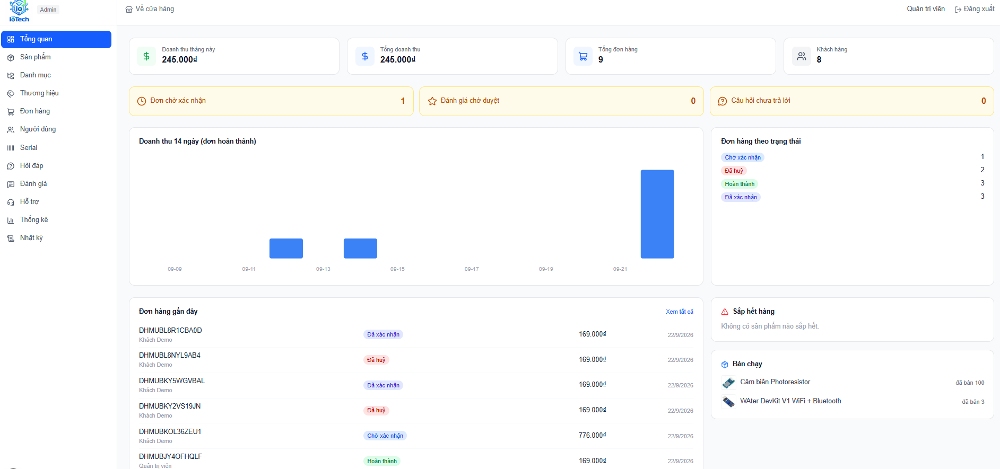 IoTech
Admin
Về cửa hàng
Quản trị viên
Đăng xuất
Tổng quan
Sản phẩm
Danh mục
Thương hiệu
Đơn hàng
Người dùng
Serial
Hỏi đáp
Đánh giá
Hỗ trợ
Thống kê
Nhật ký
Doanh thu tháng này
245.000₫
Tổng doanh thu
245.000₫
Tổng đơn hàng
9
Khách hàng
8
Đơn chờ xác nhận 1
Đánh giá chờ duyệt 0
Câu hỏi chưa trả lời 0
Doanh thu 14 ngày (đơn hoàn thành)
09-09 09-11 09-13 09-15 09-17 09-19 09-21
Đơn hàng theo trạng thái
Chờ xác nhận 1
Đã huỷ 2
Hoàn thành 3
Đã xác nhận 3
Đơn hàng gần đây Xem tất cả
DHMUBL8R1CBA0D
Khách Demo
Đã xác nhận 169.000₫ 22/9/2026
DHMUBL8NYL9AB4
Khách Demo
Đã huỷ 169.000₫ 22/9/2026
DHMUBKY5WGVBAL
Khách Demo
Đã xác nhận 169.000₫ 22/9/2026
DHMUBKY2VS19JN
Khách Demo
Đã huỷ 169.000₫ 22/9/2026
DHMUBKOL36ZEU1
Khách Demo
Chờ xác nhận 776.000₫ 22/9/2026
DHMUBJY4OFHQLF
Quản trị viên
Hoàn thành 169.000₫ 22/9/2026
Sắp hết hàng
Không có sản phẩm nào sắp hết.
Bán chạy
Cảm biến Photoresistor đã bán 100
WAter DevKit V1 WiFi + Bluetooth đã bán 3